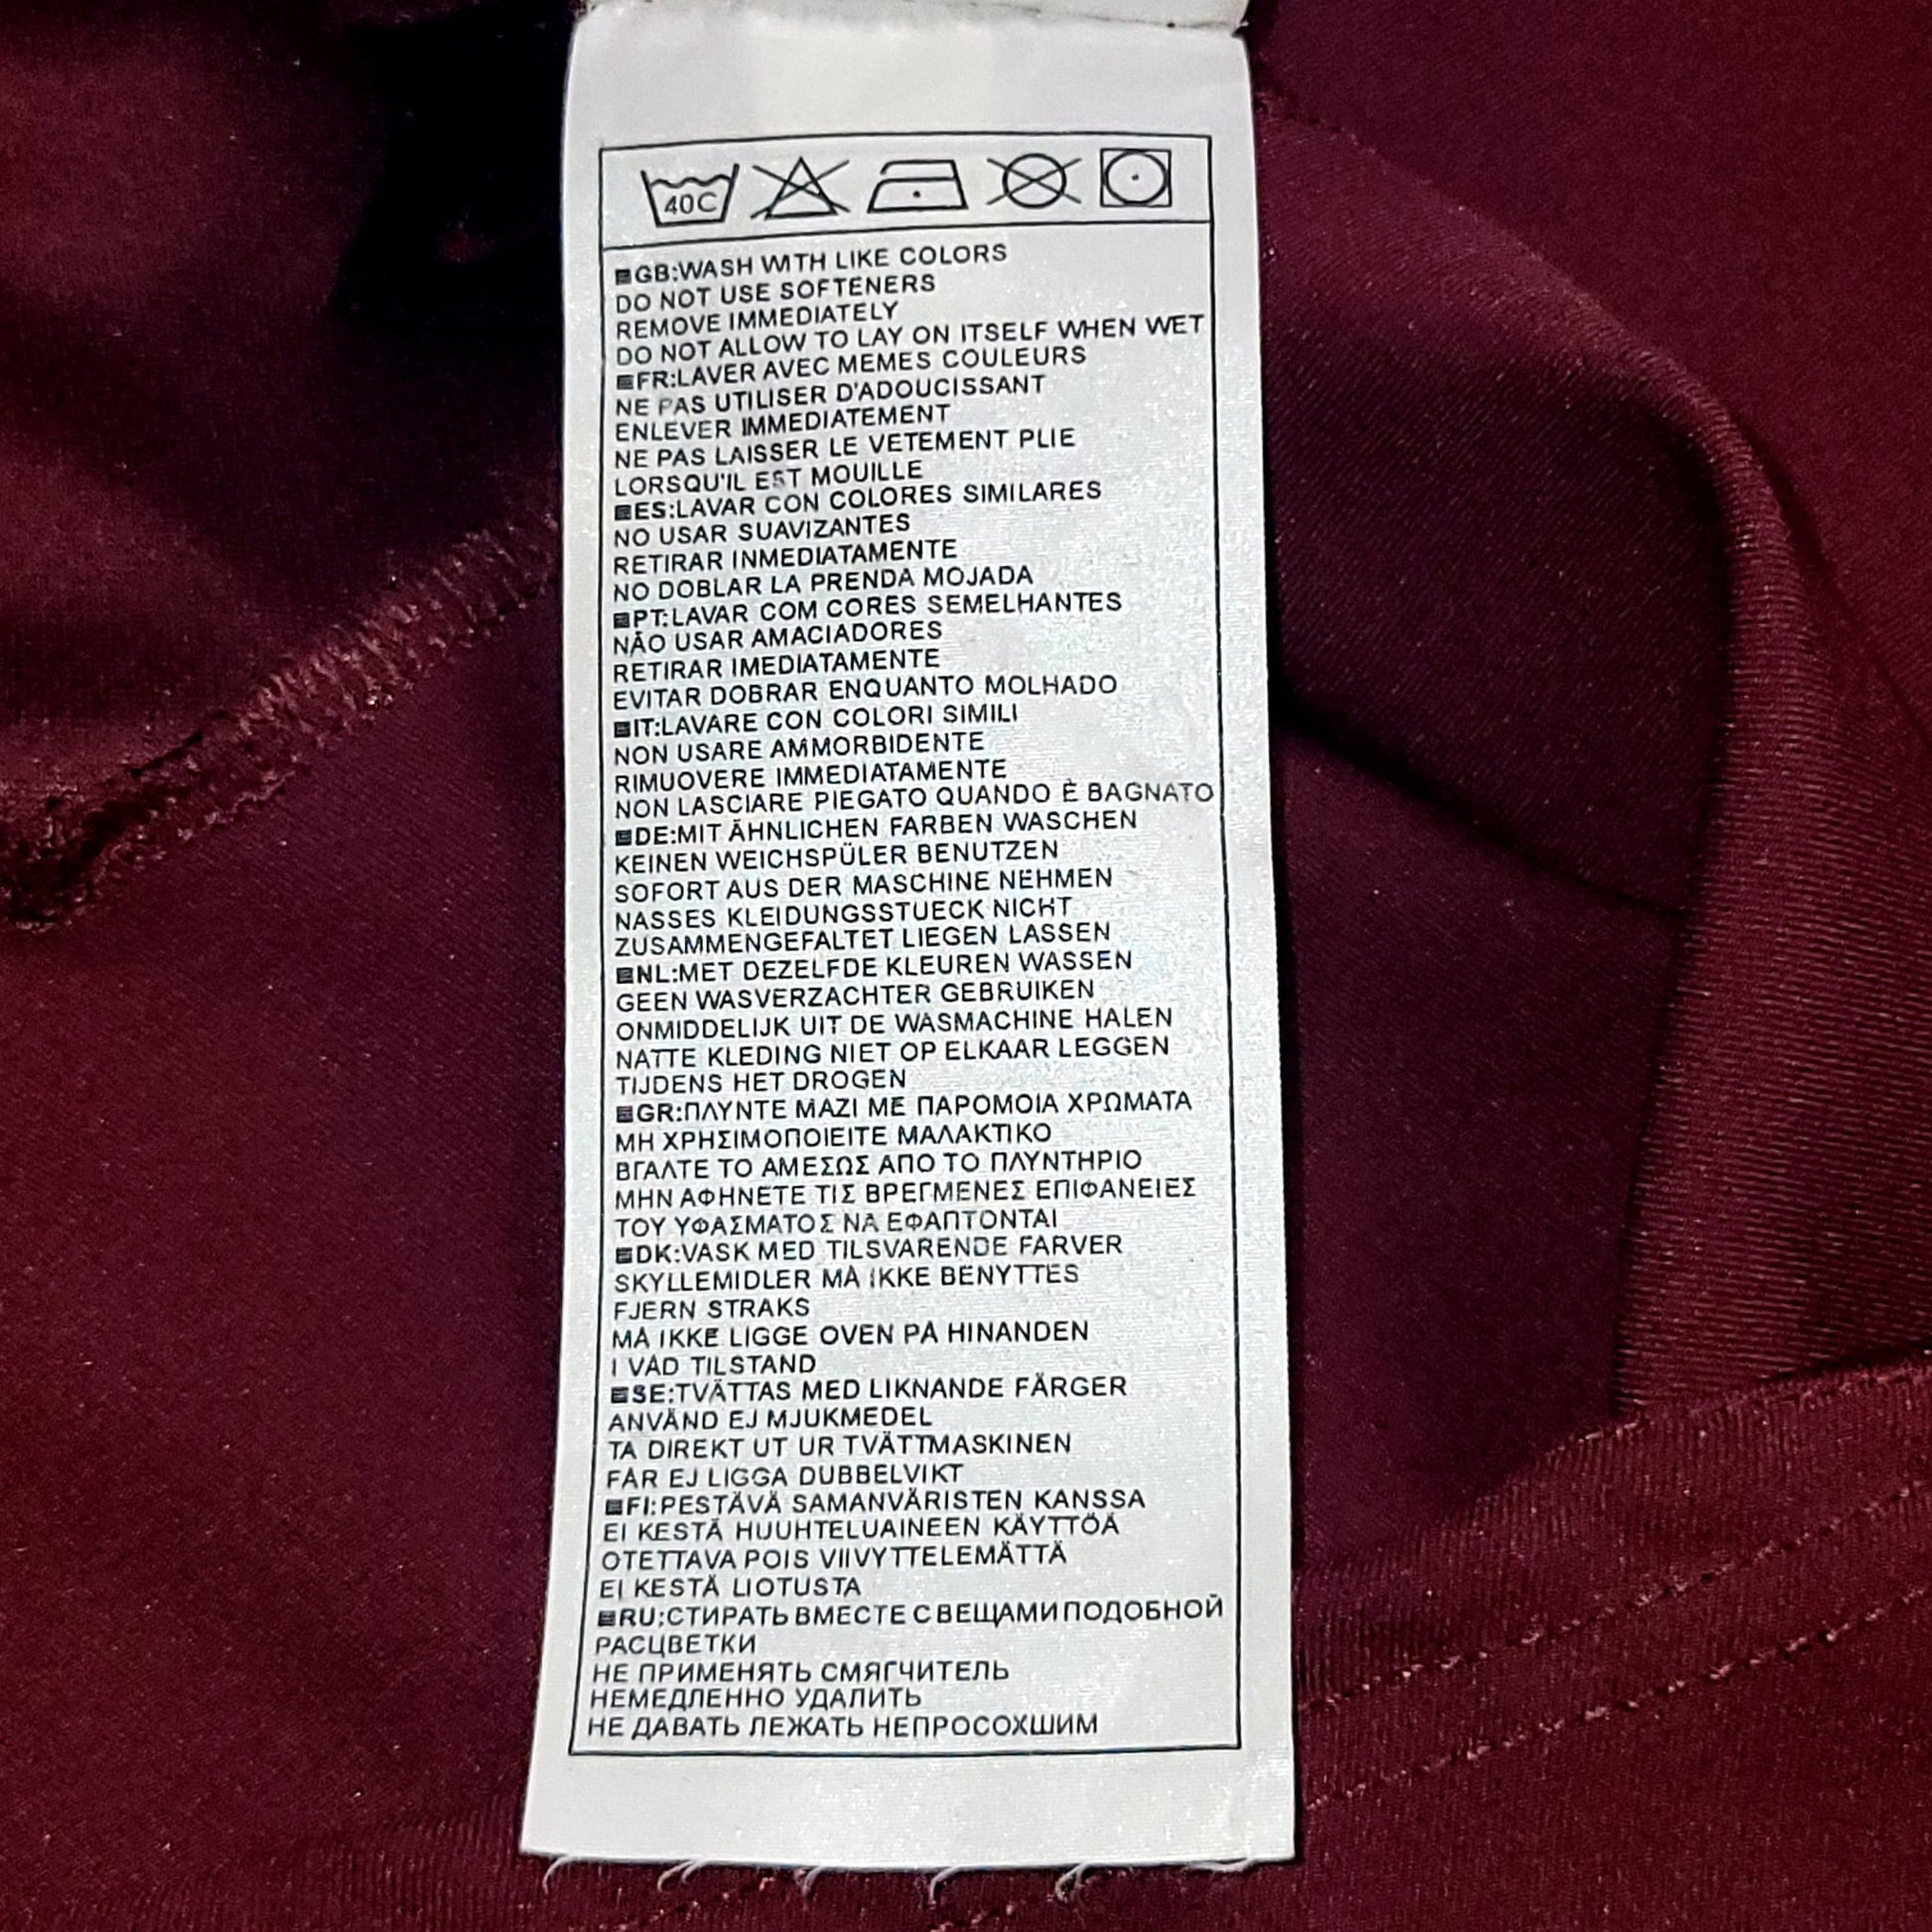 40C
GB:WASH WITH LIKE COLORS
DO NOT USE SOFTENERS
REMOVE IMMEDIATELY
DO NOT ALLOW TO LAY ON ITSELF WHEN WET
FR:LAVER AVEC MEMES COULEURS
NE PAS UTILISER D'ADOUCISSANT
ENLEVER IMMEDIATEMENT
NE PAS LAISSER LE VETEMENT PLIE
LORSQU'IL EST MOUILLE
ES:LAVAR CON COLORES SIMILARES
NO USAR SUAVIZANTES
RETIRAR INMEDIATAMENTE
NO DOBLAR LA PRENDA MOJADA
PT:LAVAR COM CORES SEMELHANTES
NÃO USAR AMACIADORES
RETIRAR IMEDIATAMENTE
EVITAR DOBRAR ENQUANTO MOLHADO
IT:LAVARE CON COLORI SIMILI
NON USARE AMMORBIDENTE
RIMUOVERE IMMEDIATAMENTE
NON LASCIARE PIEGATO QUANDO È BAGNATO
DE:MIT ÄHNLICHEN FARBEN WASCHEN
KEINEN WEICHSPÜLER BENUTZEN
SOFORT AUS DER MASCHINE NEHMEN
NASSES KLEIDUNGSSTUECK NICHT
ZUSAMMENGEFALTET LIEGEN LASSEN
NL:MET DEZELFDE KLEUREN WASSEN
GEEN WASVERZACHTER GEBRUIKEN
ONMIDDELIJK UIT DE WASMACHINE HALEN
NATTE KLEDING NIET OP ELKAAR LEGGEN
TIJDENS HET DROGEN
GR:ΠΛΥΝΤΕ ΜΑΖΙ ΜΕ ΠΑΡΟΜΟΙΑ ΧΡΩΜΑΤΑ
ΜΗ ΧΡΗΣΙΜΟΠΟΙΕΙΤΕ ΜΑΛΑΚΤΙΚΟ
ΒΓΑΛΤΕ ΤΟ ΑΜΕΣΩΣ ΑΠΟ ΤΟ ΠΛΥΝΤΗΡΙΟ
ΜΗΝ ΑΦΗΝΕΤΕ ΤΙΣ ΒΡΕΓΜΕΝΕΣ ΕΠΙΦΑΝΕΙΕΣ
ΤΟΥ ΥΦΑΣΜΑΤΟΣ ΝΑ ΕΦΑΠΤΟΝΤΑΙ
DK:VASK MED TILSVARENDE FARVER
SKYLLEMIDLER MÅ IKKE BENYTTES
FJERN STRAKS
MÅ IKKE LIGGE OVEN PÅ HINANDEN
I VÅD TILSTAND
SE:TVÄTTAS MED LIKNANDE FÄRGER
ANVÄND EJ MJUKMEDEL
TA DIREKT UT UR TVÄTTMASKINEN
FÅR EJ LIGGA DUBBELVIKT
FI:PESTÄVÄ SAMANVÄRISTEN KANSSA
EI KESTÄ HUUHTELUAINEEN KÄYTTÖÄ
OTETTAVA POIS VIIVYTTELEMÄTTÄ
EI KESTÄ LIOTUSTA
RU:СТИРАТЬ ВМЕСТЕ С ВЕЩАМИ ПОДОБНОЙ
РАСЦВЕТКИ
НЕ ПРИМЕНЯТЬ СМЯГЧИТЕЛЬ
НЕМЕДЛЕННО УДАЛИТЬ
НЕ ДАВАТЬ ЛЕЖАТЬ НЕПРОСОХШИМ